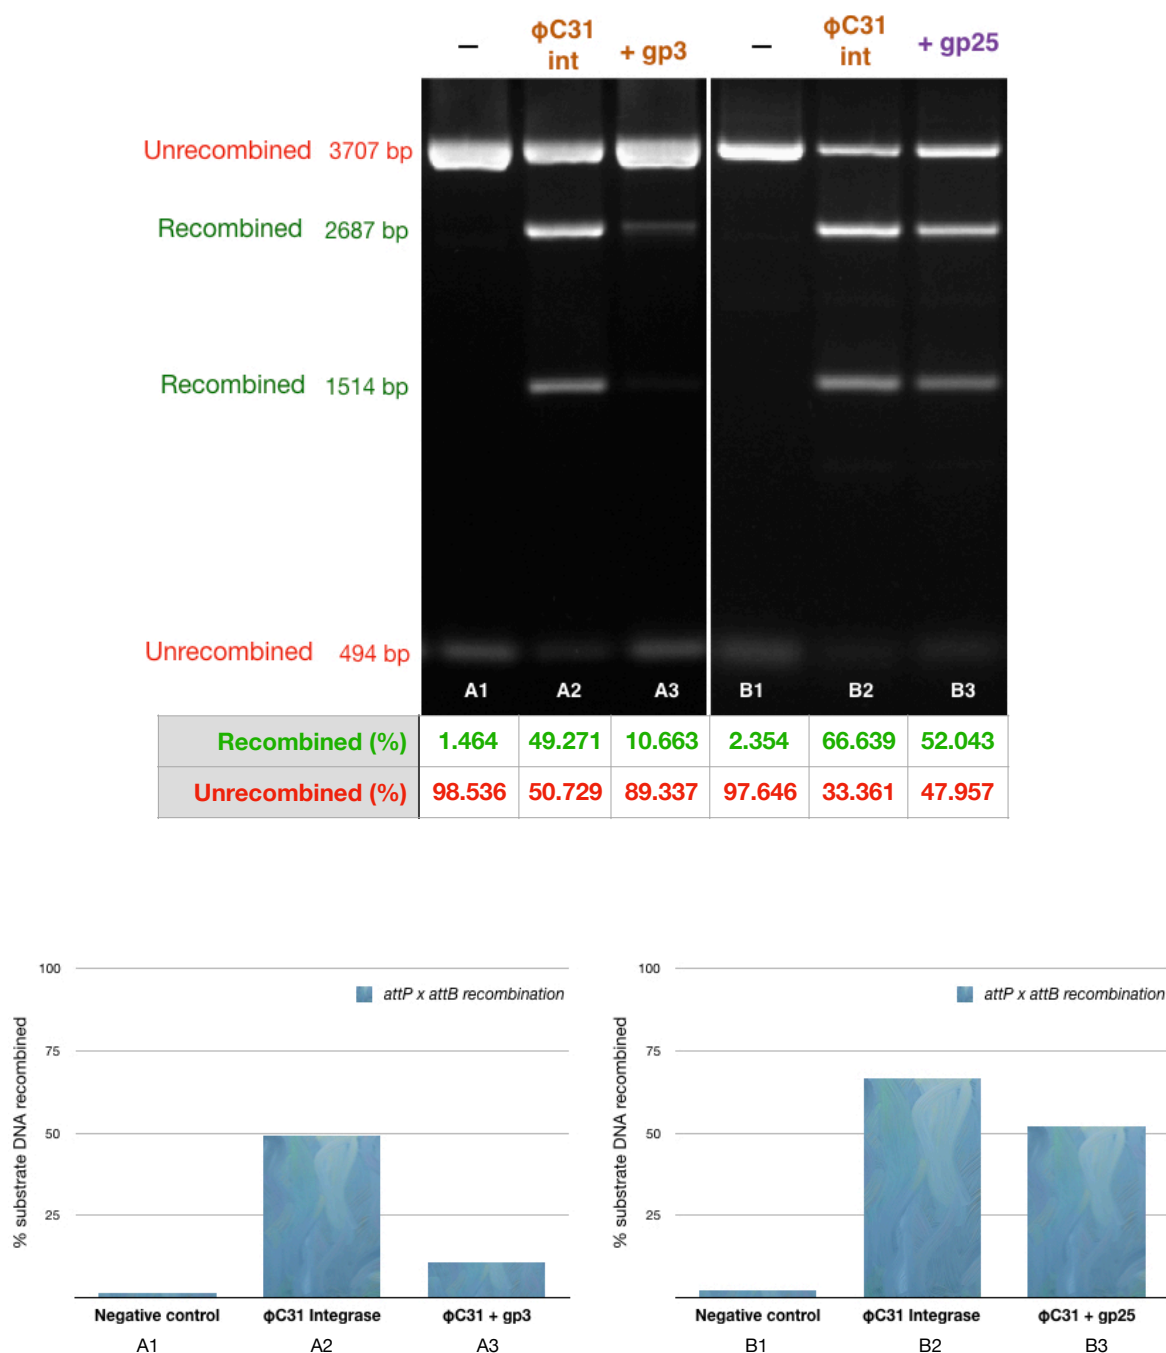 – ϕC31 int + gp3 – ϕC31 int + gp25
Unrecombined 3707 bp
Recombined 2687 bp
Recombined 1514 bp
Unrecombined 494 bp
A1 A2 A3 B1 B2 B3
Recombined (%) 1.464 49.271 10.663 2.354 66.639 52.043
Unrecombined (%) 98.536 50.729 89.337 97.646 33.361 47.957
% substrate DNA recombined
100
75
50
25
attP x attB recombination
Negative control ϕC31 Integrase ϕC31 + gp3
A1 A2 A3
% substrate DNA recombined
100
75
50
25
attP x attB recombination
Negative control ϕC31 Integrase ϕC31 + gp25
B1 B2 B3